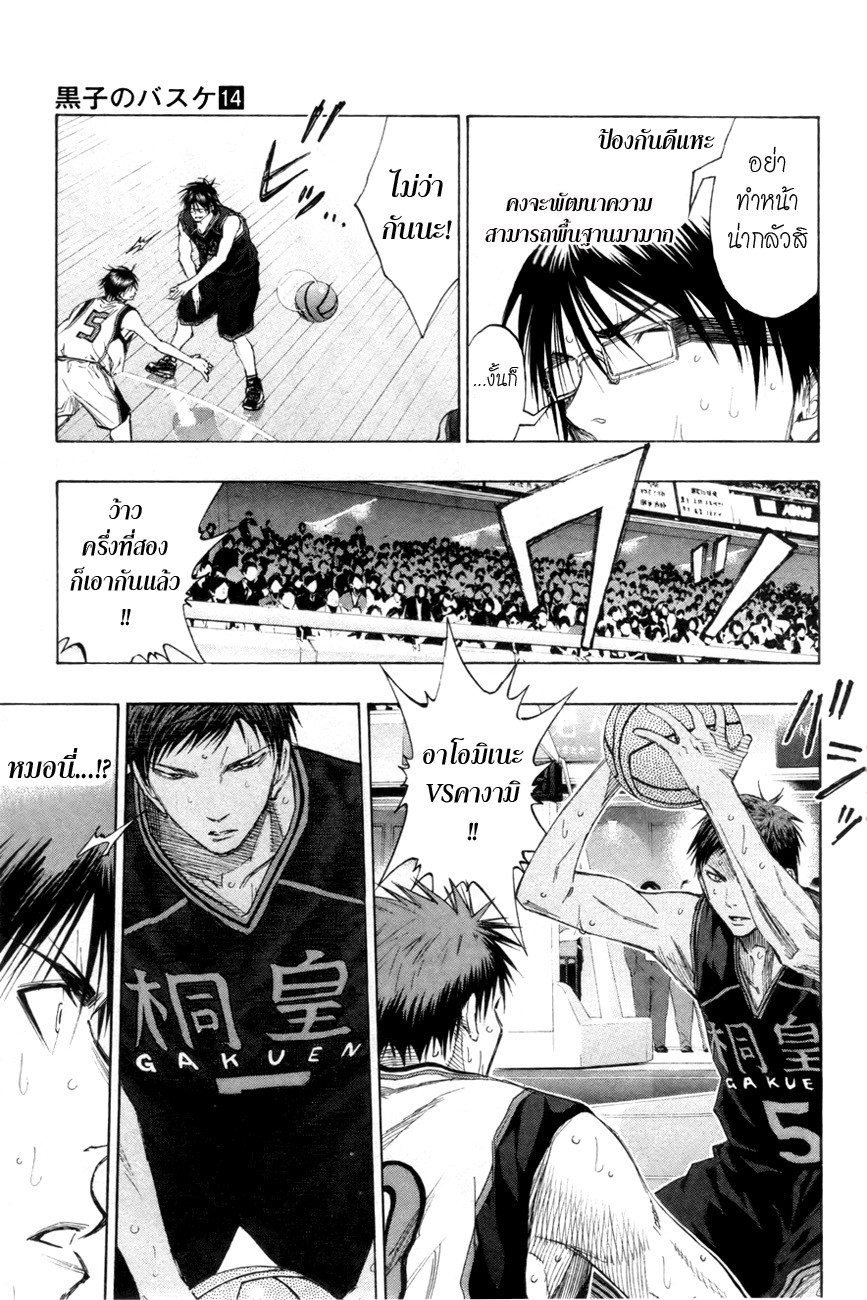 黒子のバスケ14
อย่า
ทำหน้า
น่ากลัวสิ
ป้องกันดีแหะ
คงจะพัฒนาความ
สามารถพื้นฐานมามาก
...งั้นก็
ไม่ว่า
กันนะ!
5
ว้าว
ครึ่งที่สอง
ก็เอากันแล้ว
!!
ワ
อาโอมิเนะ
VSคางามิ
!!
桐皇
GAKUE
5
桐皇
GAKUEN
หมอนี่...!?